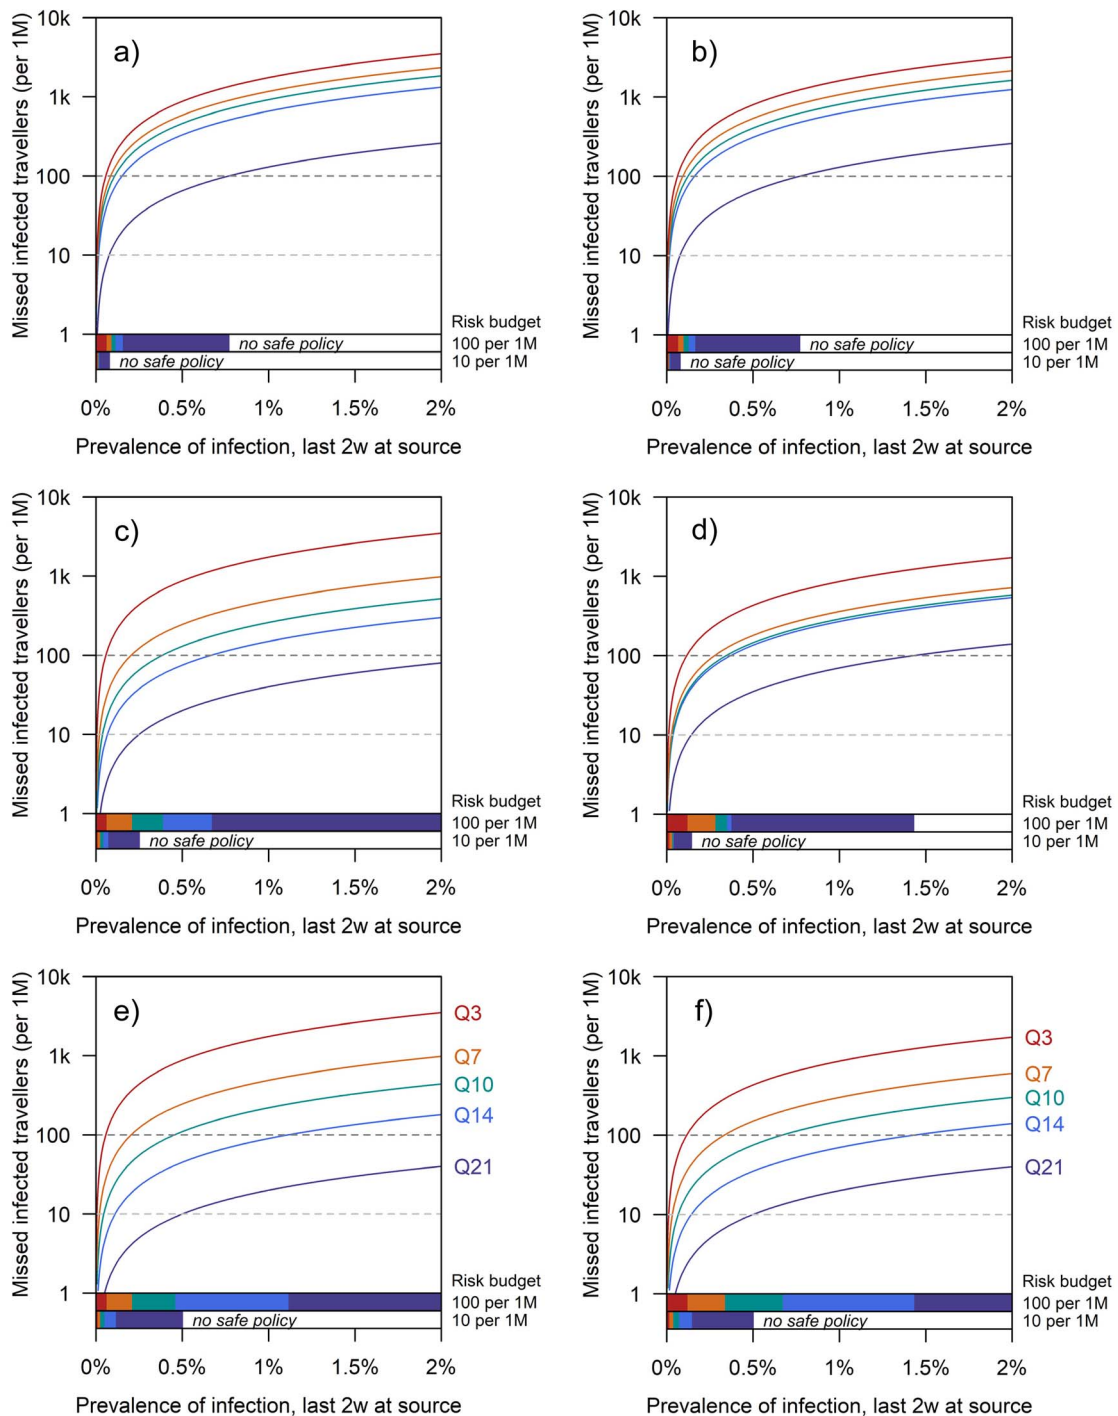 Missed infected travellers (per 1M)
10k
1k
100
10
1
a)
Risk budget
no safe policy 100 per 1M
no safe policy 10 per 1M
0% 0.5% 1% 1.5% 2%
Prevalence of infection, last 2w at source
Missed infected travellers (per 1M)
10k
1k
100
10
1
b)
Risk budget
no safe policy 100 per 1M
no safe policy 10 per 1M
0% 0.5% 1% 1.5% 2%
Prevalence of infection, last 2w at source
Missed infected travellers (per 1M)
10k
1k
100
10
1
c)
Risk budget
100 per 1M
no safe policy 10 per 1M
0% 0.5% 1% 1.5% 2%
Prevalence of infection, last 2w at source
Missed infected travellers (per 1M)
10k
1k
100
10
1
d)
Risk budget
100 per 1M
no safe policy 10 per 1M
0% 0.5% 1% 1.5% 2%
Prevalence of infection, last 2w at source
Missed infected travellers (per 1M)
10k
1k
100
10
1
e)
Q3
Q7
Q10
Q14
Q21
Risk budget
100 per 1M
no safe policy 10 per 1M
0% 0.5% 1% 1.5% 2%
Prevalence of infection, last 2w at source
Missed infected travellers (per 1M)
10k
1k
100
10
1
f)
Q3
Q7
Q10
Q14
Q21
Risk budget
100 per 1M
no safe policy 10 per 1M
0% 0.5% 1% 1.5% 2%
Prevalence of infection, last 2w at source